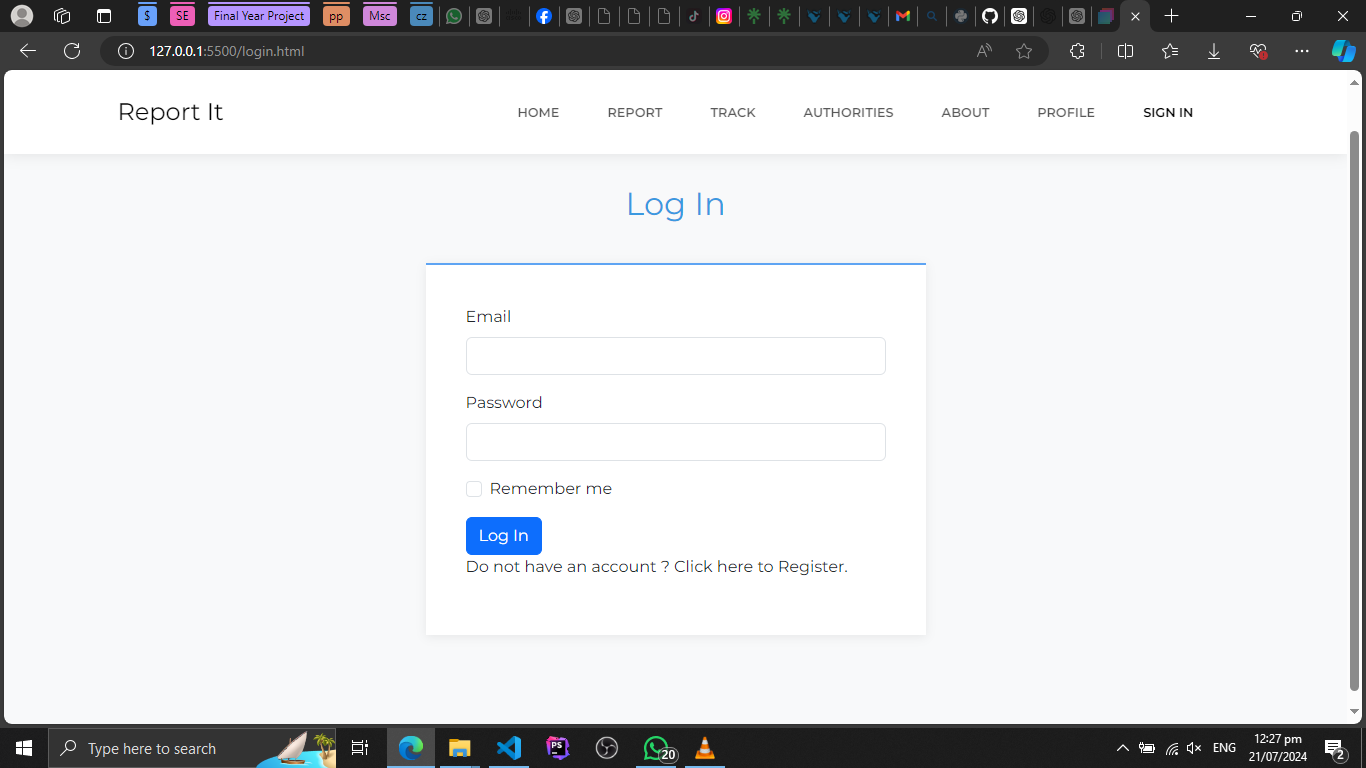 $ SE Final Year Project pp Msc cz
127.0.0.1:5500/login.html
Report It HOME REPORT TRACK AUTHORITIES ABOUT PROFILE SIGN IN
Log In
Email
Password
Remember me
Log In
Do not have an account ? Click here to Register.
Type here to search
PS
20
ENG
12:27 pm
21/07/2024
2